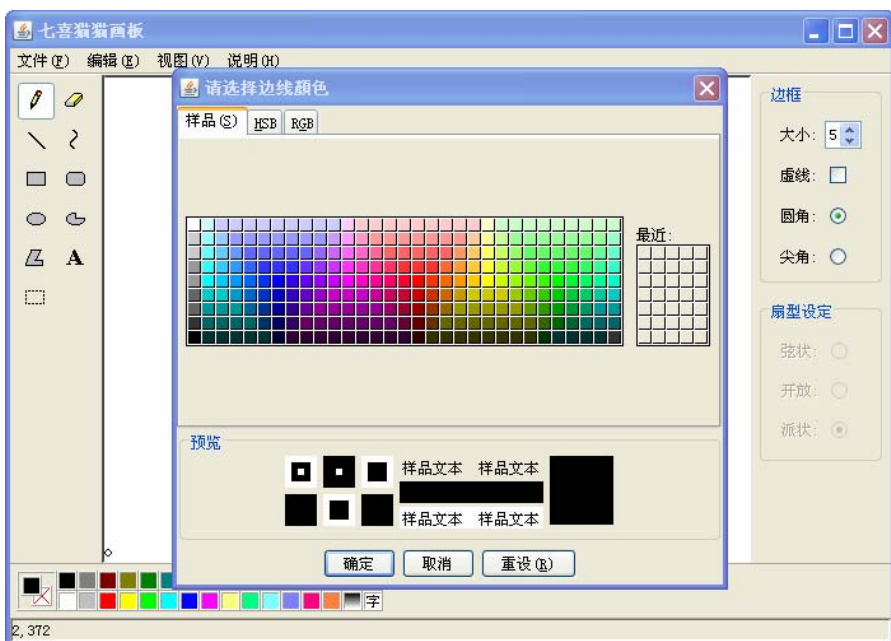 七喜猫猫画板
文件(F) 编辑(E) 视图(V) 说明(H)
请选择边线颜色
样品(S) HSB RGB
最近:
预览
样品文本 样品文本
样品文本 样品文本
确定 取消 重设(R)
边框
大小: 5
虚线:
圆角:
尖角:
扇型设定
弦状:
开放:
派状:
A
字
2, 372